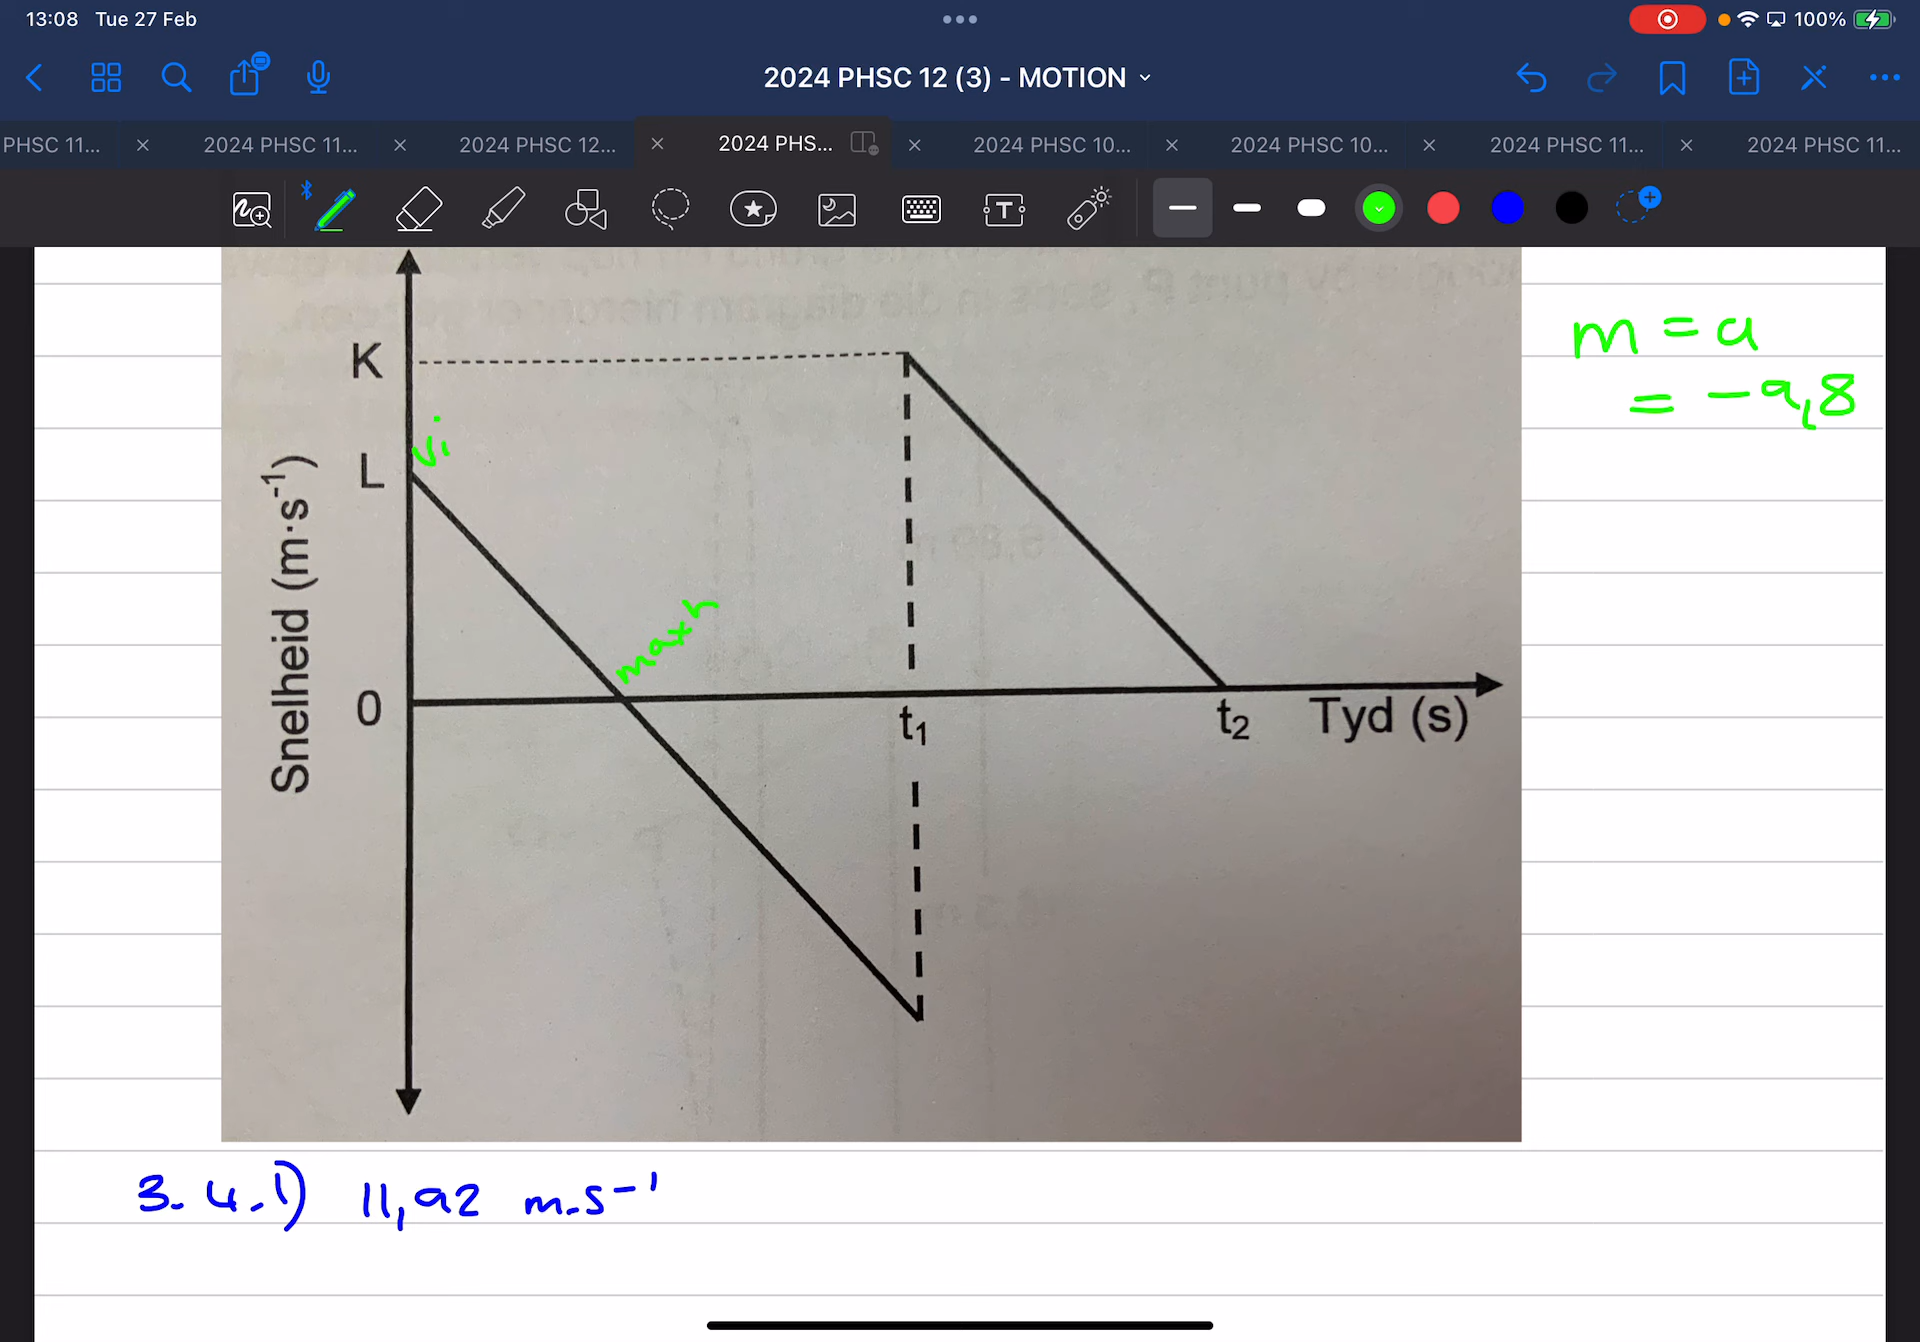 13:08 Tue 27 Feb
100%
2024 PHSC 12 (3) - MOTION
PHSC 11...
2024 PHSC 11...
2024 PHSC 12...
2024 PHS...
2024 PHSC 10...
2024 PHSC 10...
2024 PHSC 11...
2024 PHSC 11...
m = a
= -9,8
K
vi
L
Snelheid (m·s⁻¹)
max h
0
t₁
t₂
Tyd (s)
3.4.1) 11,92 m.s⁻¹